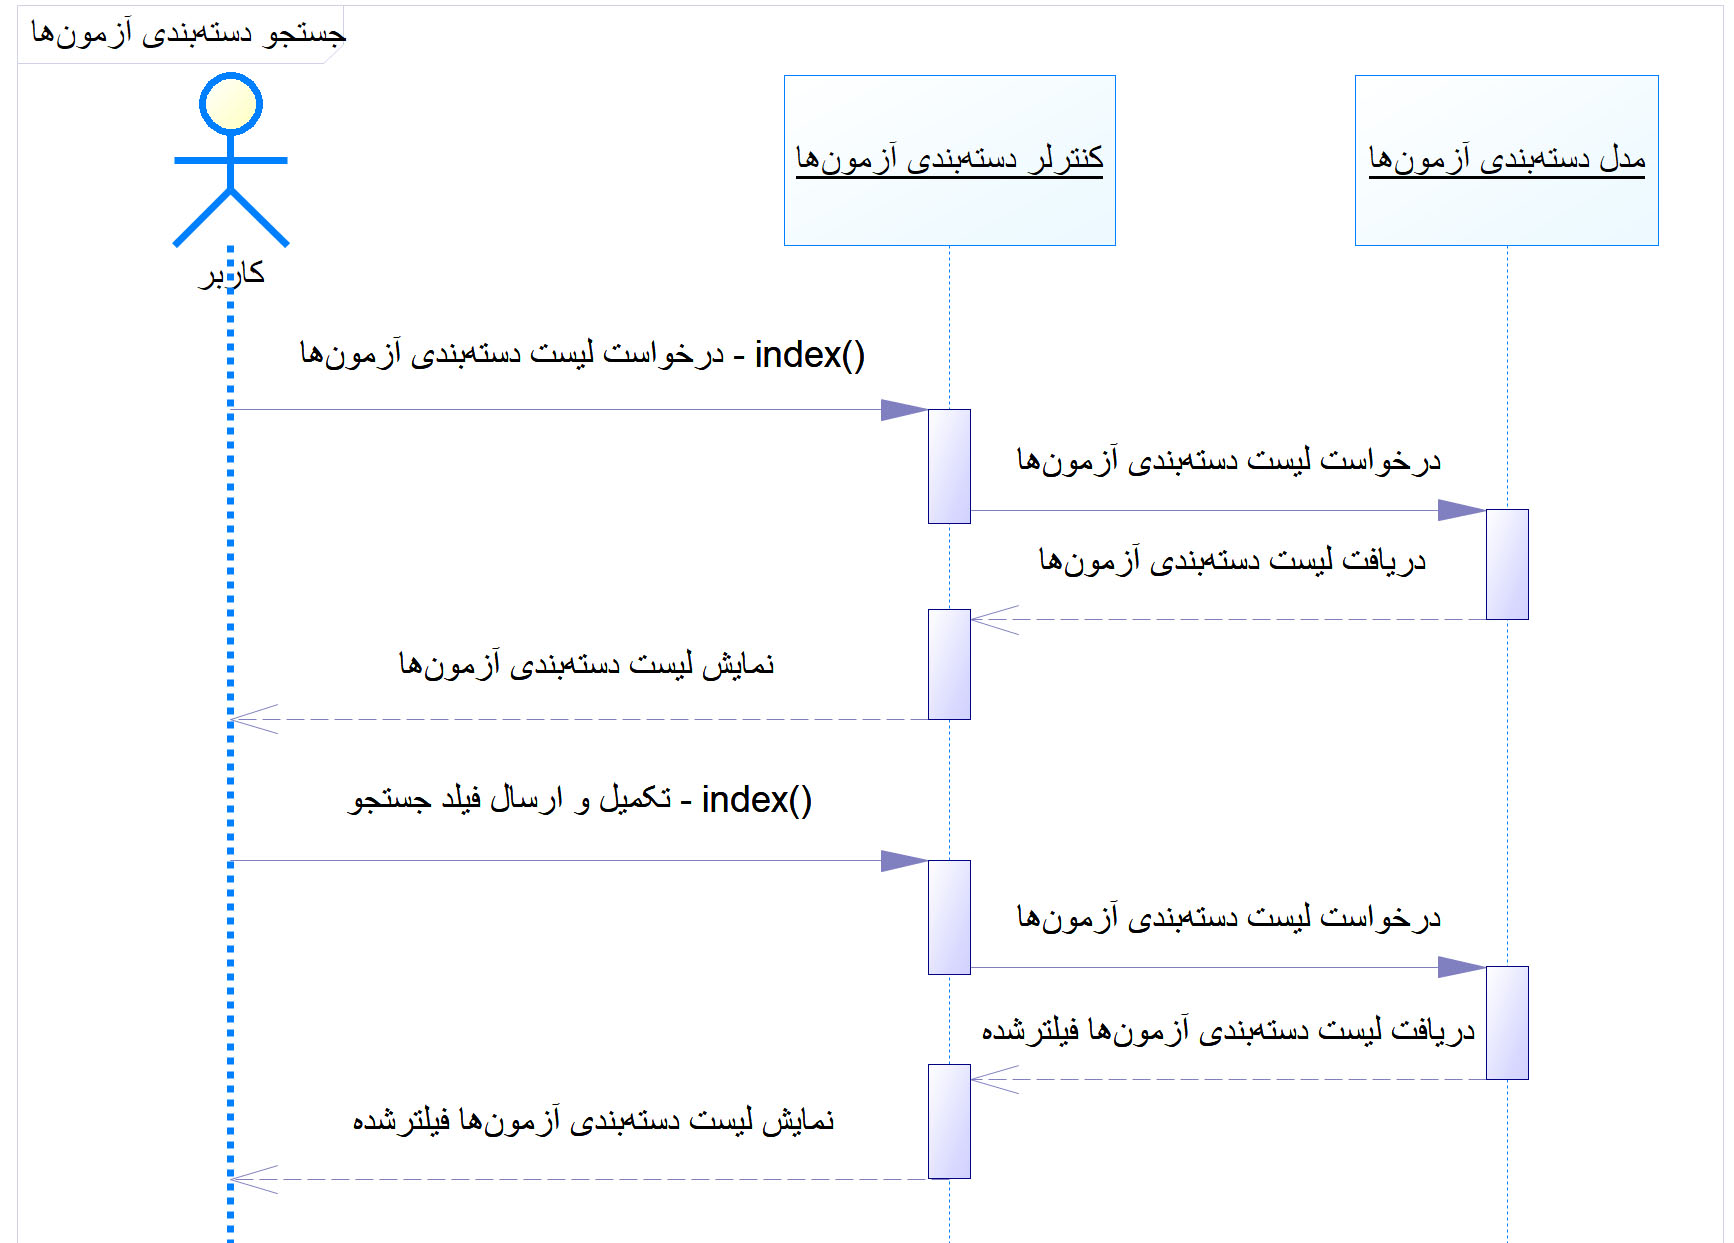 جستجو دسته‌بندی آزمون‌ها
کنترلر دسته‌بندی آزمون‌ها
مدل دسته‌بندی آزمون‌ها
کاربر
درخواست لیست دسته‌بندی آزمون‌ها - index()
درخواست لیست دسته‌بندی آزمون‌ها
دریافت لیست دسته‌بندی آزمون‌ها
نمایش لیست دسته‌بندی آزمون‌ها
تکمیل و ارسال فیلد جستجو - index()
درخواست لیست دسته‌بندی آزمون‌ها
دریافت لیست دسته‌بندی آزمون‌ها فیلترشده
نمایش لیست دسته‌بندی آزمون‌ها فیلترشده